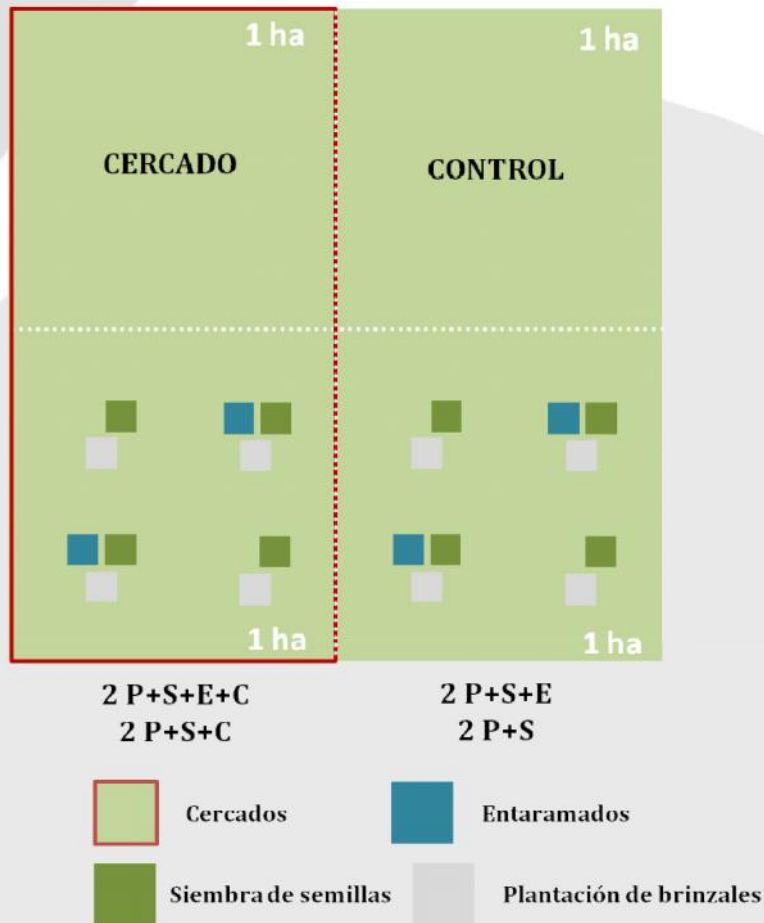 1 ha
1 ha
CERCADO
CONTROL
1 ha
1 ha
2 P+S+E+C
2 P+S+C
2 P+S+E
2 P+S
Cercados
Entaramados
Siembra de semillas
Plantación de brinzales